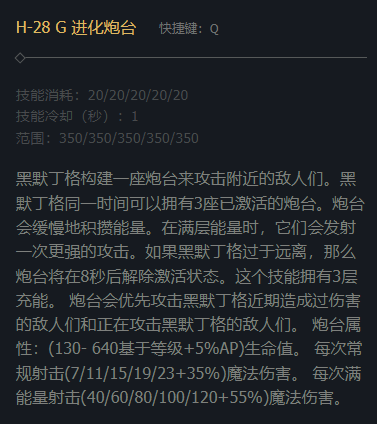 H-28 G 进化炮台 快捷键：Q
技能消耗：20/20/20/20/20
技能冷却（秒）：1
范围：350/350/350/350/350
黑默丁格构建一座炮台来攻击附近的敌人们。黑
默丁格同一时间可以拥有3座已激活的炮台。炮台
会缓慢地积攒能量。在满层能量时，它们会发射
一次更强的攻击。如果黑默丁格过于远离，那么
炮台将在8秒后解除激活状态。这个技能拥有3层
充能。 炮台会优先攻击黑默丁格近期造成过伤害
的敌人们和正在攻击黑默丁格的敌人们。 炮台属
性：(130- 640基于等级+5%AP)生命值。 每次常
规射击(7/11/15/19/23+35%)魔法伤害。 每次满
能量射击(40/60/80/100/120+55%)魔法伤害。